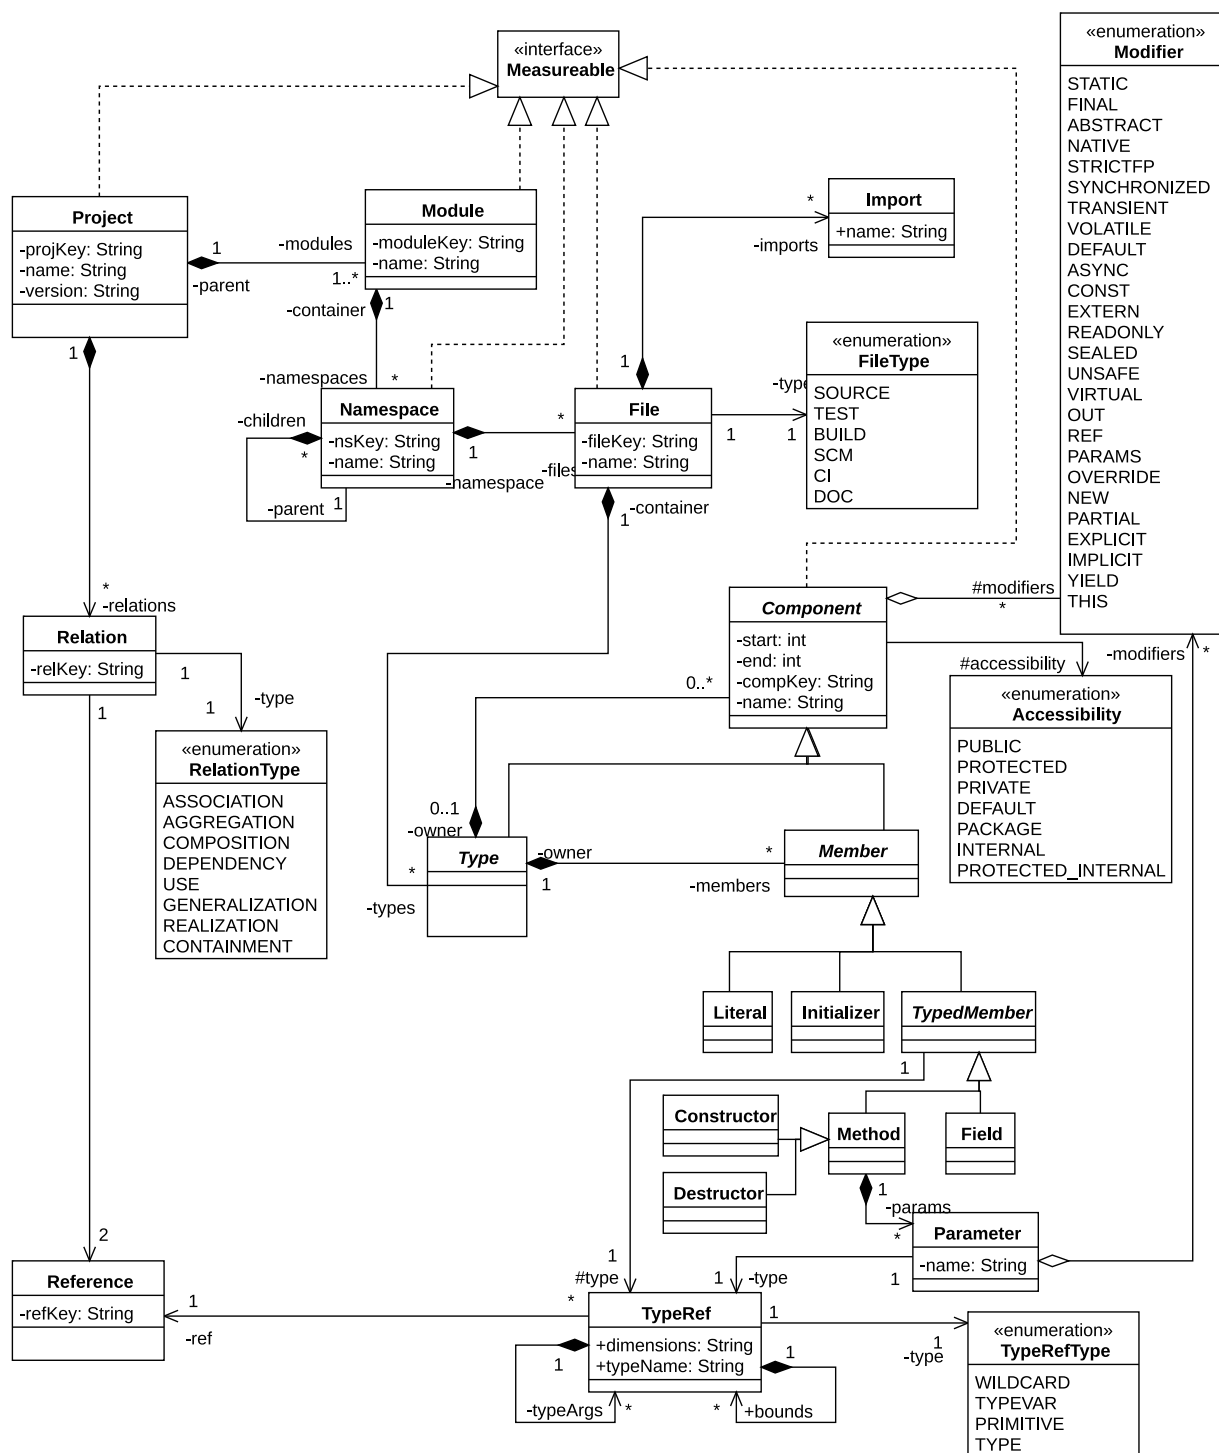 «interface»
Measureable
«enumeration»
Modifier
STATIC
FINAL
ABSTRACT
NATIVE
STRICTFP
SYNCHRONIZED
TRANSIENT
VOLATILE
DEFAULT
ASYNC
CONST
EXTERN
READONLY
SEALED
UNSAFE
VIRTUAL
OUT
REF
PARAMS
OVERRIDE
NEW
PARTIAL
EXPLICIT
IMPLICIT
YIELD
THIS
Project
-projKey: String
-name: String
-version: String
1
-parent
-modules
1..*
Module
-moduleKey: String
-name: String
*
-imports
Import
+name: String
1
-container
1
-namespaces
*
1
Namespace
-nsKey: String
-name: String
-children
*
-parent
1
1
-namespace
*
-files
File
-fileKey: String
-name: String
1
-container
1
-type
1
«enumeration»
FileType
SOURCE
TEST
BUILD
SCM
CI
DOC
*
-relations
Relation
-relKey: String
1
1
-type
1
«enumeration»
RelationType
ASSOCIATION
AGGREGATION
COMPOSITION
DEPENDENCY
USE
GENERALIZATION
REALIZATION
CONTAINMENT
Component
-start: int
-end: int
-compKey: String
-name: String
#modifiers
*
-modifiers
*
#accessibility
«enumeration»
Accessibility
PUBLIC
PROTECTED
PRIVATE
DEFAULT
PACKAGE
INTERNAL
PROTECTED_INTERNAL
0..*
0..1
-owner
Type
*
-types
-owner
1
*
-members
Member
Literal
Initializer
TypedMember
1
Constructor
Destructor
Method
Field
1
-params
*
Parameter
-name: String
1
-type
1
1
#type
2
Reference
-refKey: String
1
-ref
*
TypeRef
+dimensions: String
+typeName: String
1
-typeArgs
*
1
*
+bounds
1
1
-type
«enumeration»
TypeRefType
WILDCARD
TYPEVAR
PRIMITIVE
TYPE